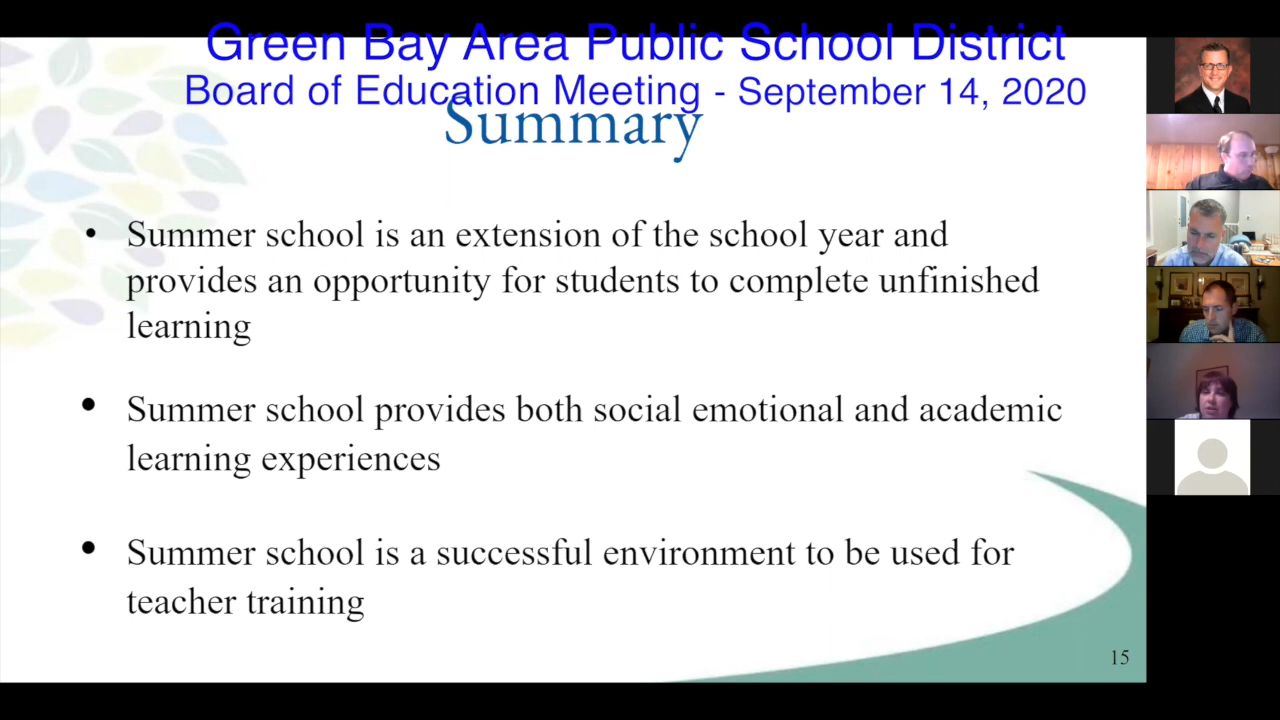 Green Bay Area Public School District
Board of Education Meeting - September 14, 2020
Summary
• Summer school is an extension of the school year and
provides an opportunity for students to complete unfinished
learning
• Summer school provides both social emotional and academic
learning experiences
• Summer school is a successful environment to be used for
teacher training
15